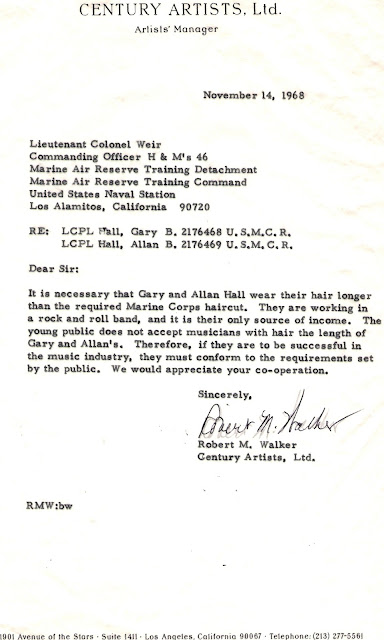 CENTURY ARTISTS, Ltd.
Artists' Manager
November 14, 1968
Lieutenant Colonel Weir
Commanding Officer H & M's 46
Marine Air Reserve Training Detachment
Marine Air Reserve Training Command
United States Naval Station
Los Alamitos, California 90720
RE: LCPL Hall, Gary B. 2176468 U.S.M.C.R.
LCPL Hall, Allan B. 2176469 U.S.M.C.R.
Dear Sir:
It is necessary that Gary and Allan Hall wear their hair longer
than the required Marine Corps haircut. They are working in
a rock and roll band, and it is their only source of income. The
young public does not accept musicians with hair the length of
Gary and Allan's. Therefore, if they are to be successful in
the music industry, they must conform to the requirements set
by the public. We would appreciate your co-operation.
Sincerely,
Robert M. Walker
Robert M. Walker
Century Artists, Ltd.
RMW:bw
1901 Avenue of the Stars · Suite 1411 · Los Angeles, California 90067 · Telephone: (213) 277-5561